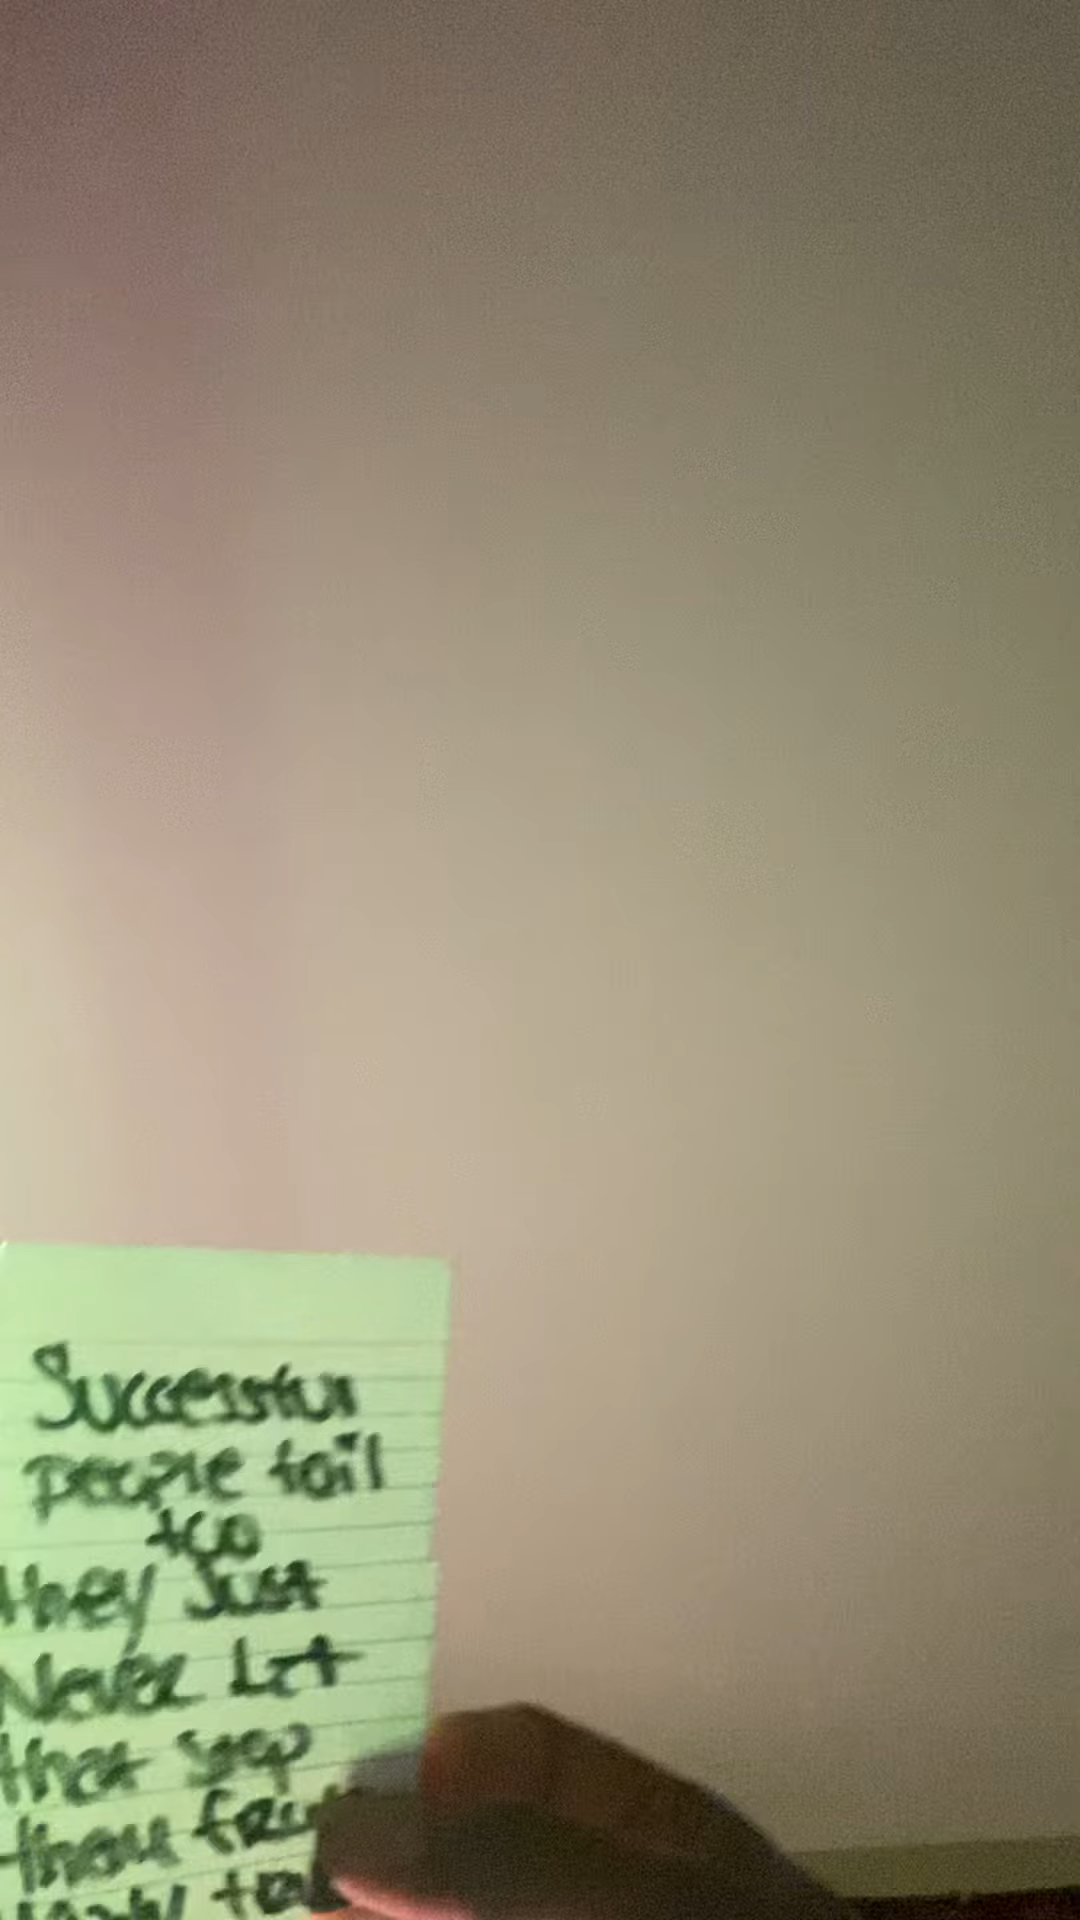 Successful
people fail
too
they Just
Never Let
that stop
them